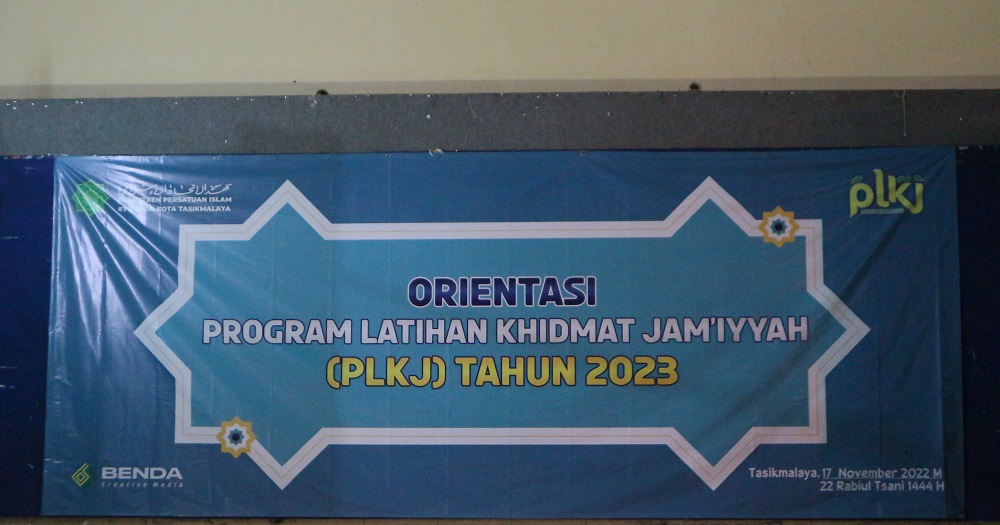 PESANTREN PERSATUAN ISLAM
KOTA TASIKMALAYA
plkj
ORIENTASI
PROGRAM LATIHAN KHIDMAT JAM'IYYAH
(PLKJ) TAHUN 2023
BENDA
Creative Media
Tasikmalaya, 17 November 2022 M
22 Rabiul Tsani 1444 H